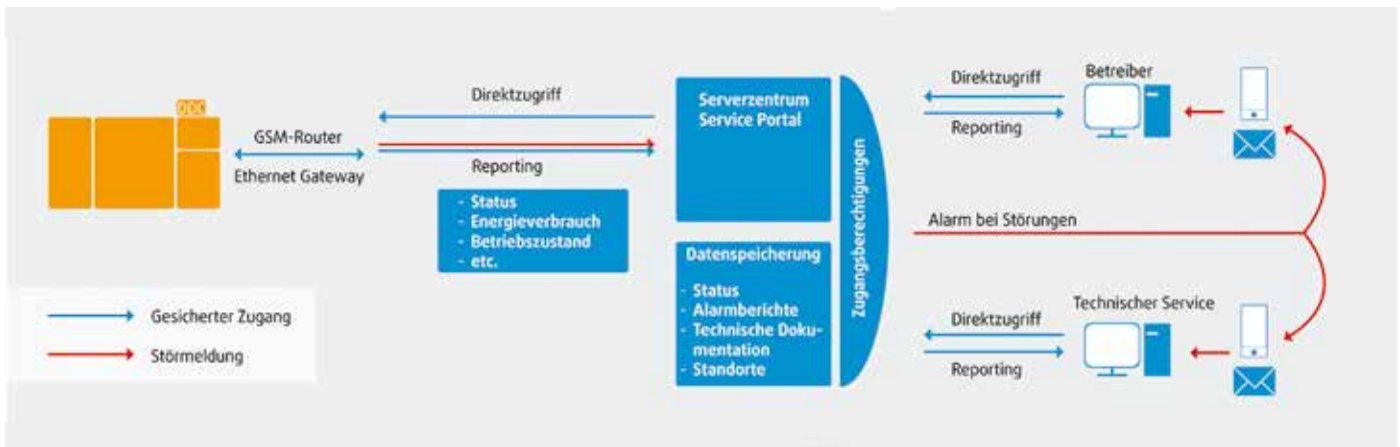 GSM-Router
Ethernet Gateway
Direktzugriff
Reporting
- Status
- Energieverbrauch
- Betriebszustand
- etc.
Serverzentrum
Service Portal
Datenspeicherung
- Status
- Alarmberichte
- Technische Doku-
mentation
- Standorte
Zugangsberechtigungen
Direktzugriff
Reporting
Betreiber
Alarm bei Störungen
Direktzugriff
Reporting
Technischer Service
Gesicherter Zugang
Störmeldung